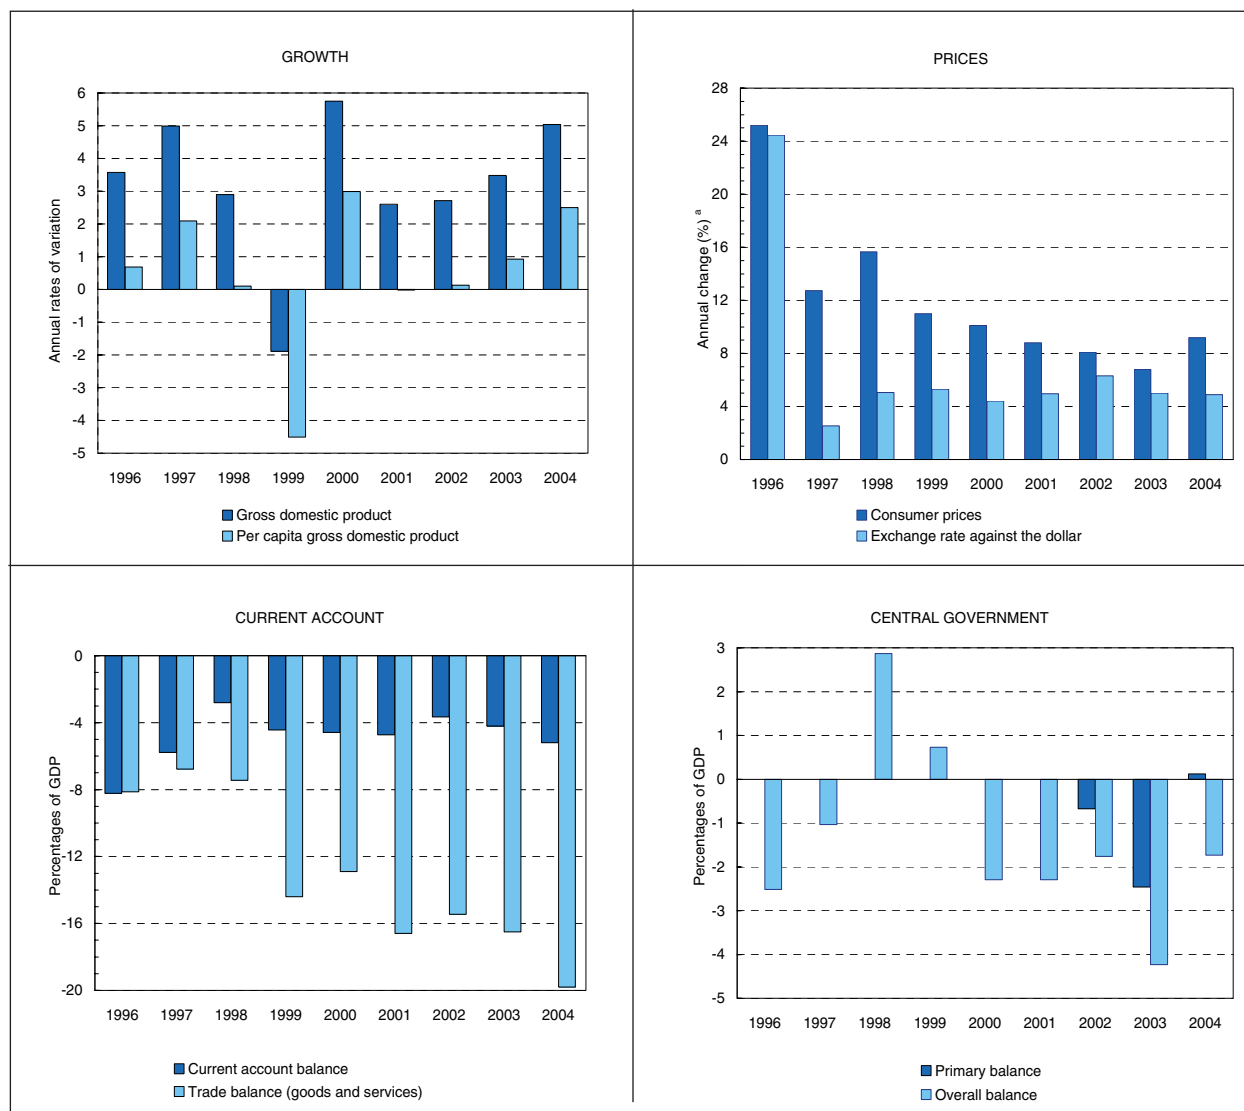 GROWTH
Annual rates of variation
6
5
4
3
2
1
0
-1
-2
-3
-4
-5
1996 1997 1998 1999 2000 2001 2002 2003 2004
Gross domestic product
Per capita gross domestic product
PRICES
Annual change (%) a
28
24
20
16
12
8
4
0
1996 1997 1998 1999 2000 2001 2002 2003 2004
Consumer prices
Exchange rate against the dollar
CURRENT ACCOUNT
Percentages of GDP
0
-4
-8
-12
-16
-20
1996 1997 1998 1999 2000 2001 2002 2003 2004
Current account balance
Trade balance (goods and services)
CENTRAL GOVERNMENT
Percentages of GDP
3
2
1
0
-1
-2
-3
-4
-5
1996 1997 1998 1999 2000 2001 2002 2003 2004
Primary balance
Overall balance